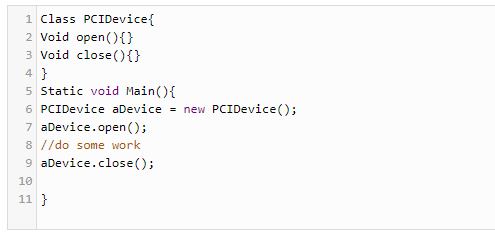 1 Class PCIDevice{
2 Void open(){}
3 Void close(){}
4 }
5 Static void Main(){
6 PCIDevice aDevice = new PCIDevice();
7 aDevice.open();
8 //do some work
9 aDevice.close();
10
11 }